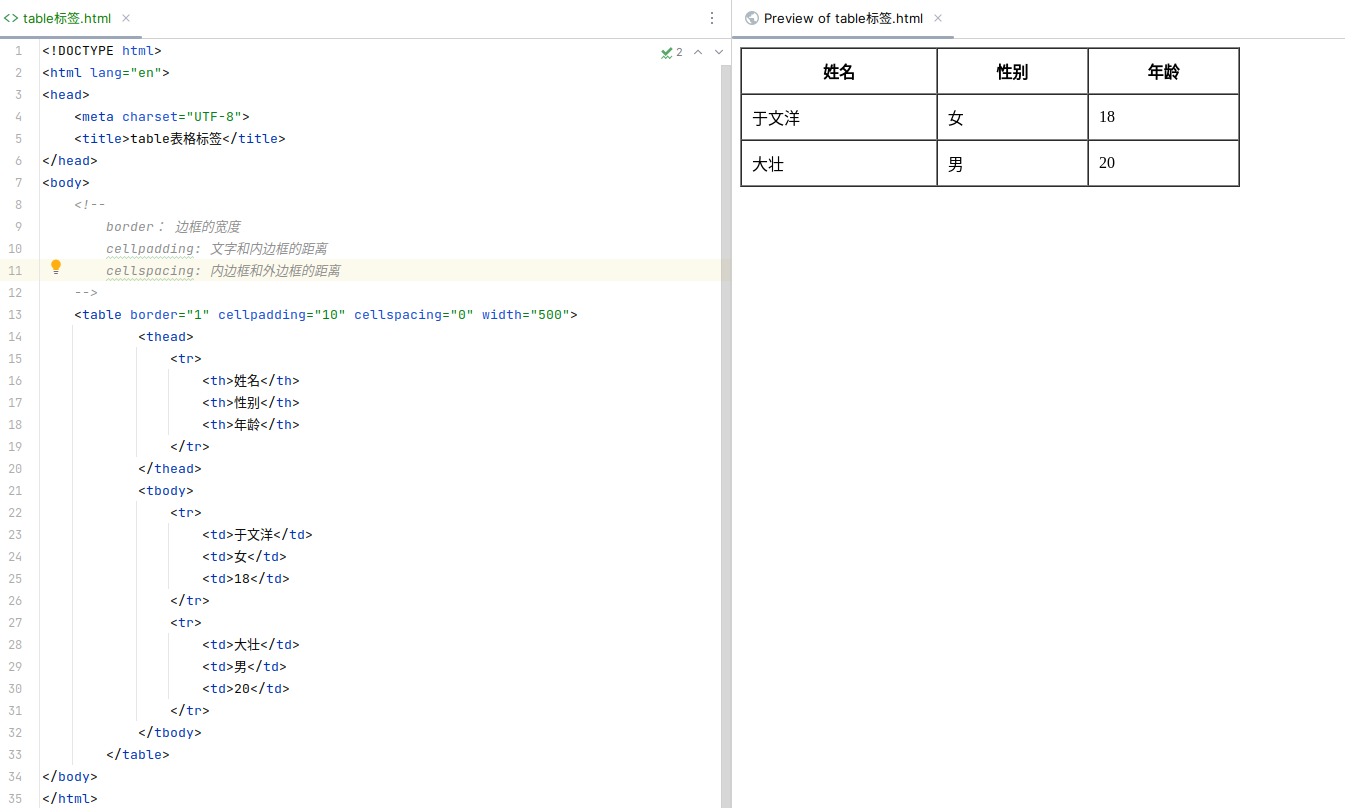 table标签.html
1 <!DOCTYPE html>
2 <html lang="en">
3 <head>
4 <meta charset="UTF-8">
5 <title>table表格标签</title>
6 </head>
7 <body>
8 <!--
9 border： 边框的宽度
10 cellpadding: 文字和内边框的距离
11 cellspacing: 内边框和外边框的距离
12 -->
13 <table border="1" cellpadding="10" cellspacing="0" width="500">
14 <thead>
15 <tr>
16 <th>姓名</th>
17 <th>性别</th>
18 <th>年龄</th>
19 </tr>
20 </thead>
21 <tbody>
22 <tr>
23 <td>于文洋</td>
24 <td>女</td>
25 <td>18</td>
26 </tr>
27 <tr>
28 <td>大壮</td>
29 <td>男</td>
30 <td>20</td>
31 </tr>
32 </tbody>
33 </table>
34 </body>
35 </html>
2
Preview of table标签.html
姓名 性别 年龄
于文洋 女 18
大壮 男 20